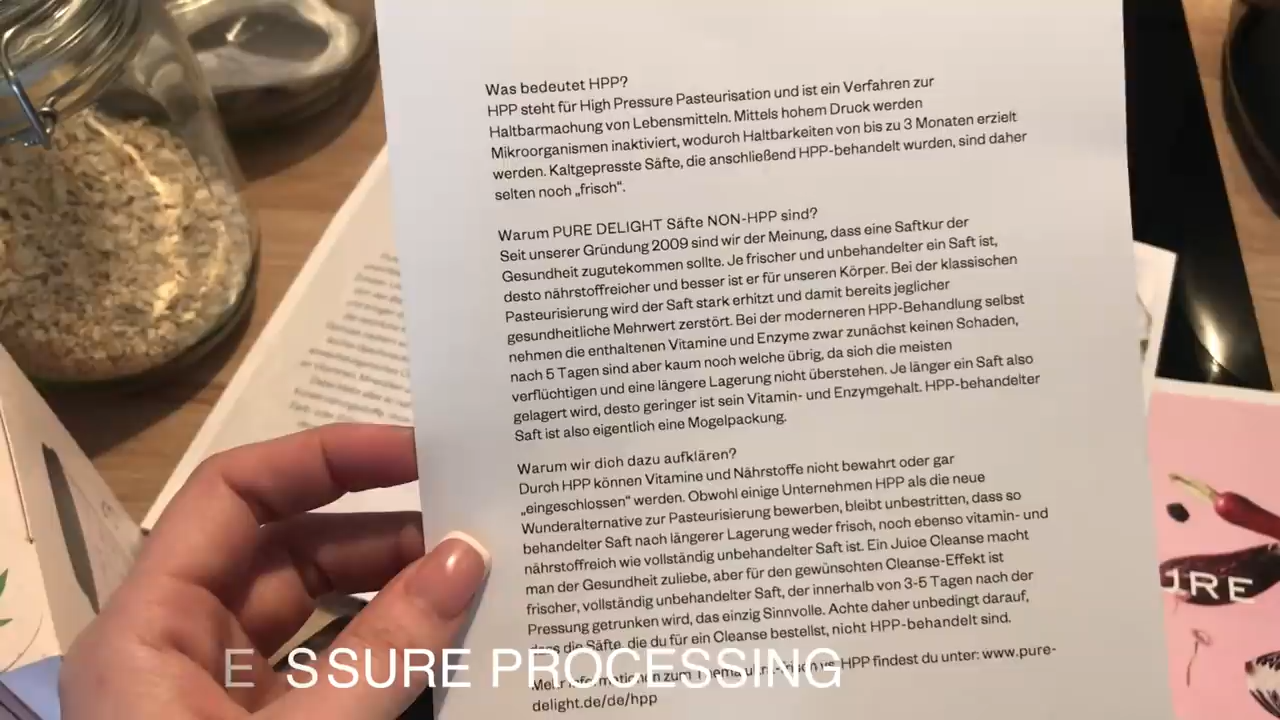 Was bedeutet HPP?
HPP steht für High Pressure Pasteurisation und ist ein Verfahren zur
Haltbarmachung von Lebensmitteln. Mittels hohem Druck werden
Mikroorganismen inaktiviert, wodurch Haltbarkeiten von bis zu 3 Monaten erzielt
werden. Kaltgepresste Säfte, die anschließend HPP-behandelt wurden, sind daher
selten noch „frisch“.
Warum PURE DELIGHT Säfte NON-HPP sind?
Seit unserer Gründung 2009 sind wir der Meinung, dass eine Saftkur der
Gesundheit zugutekommen sollte. Je frischer und unbehandelter ein Saft ist,
desto nährstoffreicher und besser ist er für unseren Körper. Bei der klassischen
Pasteurisierung wird der Saft stark erhitzt und damit bereits jeglicher
gesundheitliche Mehrwert zerstört. Bei der moderneren HPP-Behandlung selbst
nehmen die enthaltenen Vitamine und Enzyme zwar zunächst keinen Schaden,
nach 5 Tagen sind aber kaum noch welche übrig, da sich die meisten
verflüchtigen und eine längere Lagerung nicht überstehen. Je länger ein Saft also
gelagert wird, desto geringer ist sein Vitamin- und Enzymgehalt. HPP-behandelter
Saft ist also eigentlich eine Mogelpackung.
Warum wir dich dazu aufklären?
Durch HPP können Vitamine und Nährstoffe nicht bewahrt oder gar
„eingeschlossen“ werden. Obwohl einige Unternehmen HPP als die neue
Wunderalternative zur Pasteurisierung bewerben, bleibt unbestritten, dass so
behandelter Saft nach längerer Lagerung weder frisch, noch ebenso vitamin- und
nährstoffreich wie vollständig unbehandelter Saft ist. Ein Juice Cleanse macht
man der Gesundheit zuliebe, aber für den gewünschten Cleanse-Effekt ist
frischer, vollständig unbehandelter Saft, der innerhalb von 3-5 Tagen nach der
Pressung getrunken wird, das einzig Sinnvolle. Achte daher unbedingt darauf,
dass die Säfte, die du für ein Cleanse bestellst, nicht HPP-behandelt sind.
Mehr Informationen zum Thema ultra-frisch vs. HPP findest du unter: www.pure-
delight.de/de/hpp
E SSURE PROCESSING
URE